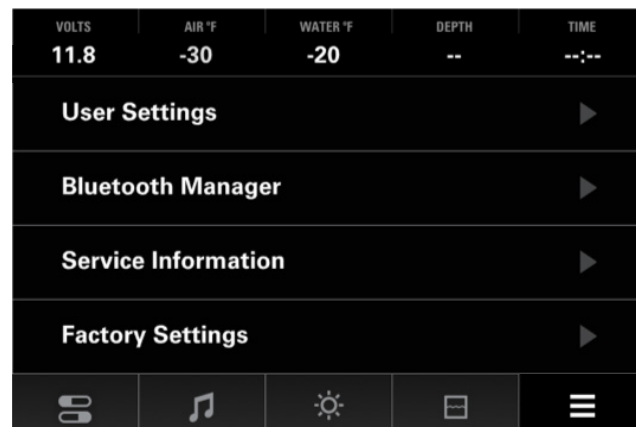 VOLTS AIR °F WATER °F DEPTH TIME
11.8 -30 -20 -- --:--
User Settings
Bluetooth Manager
Service Information
Factory Settings